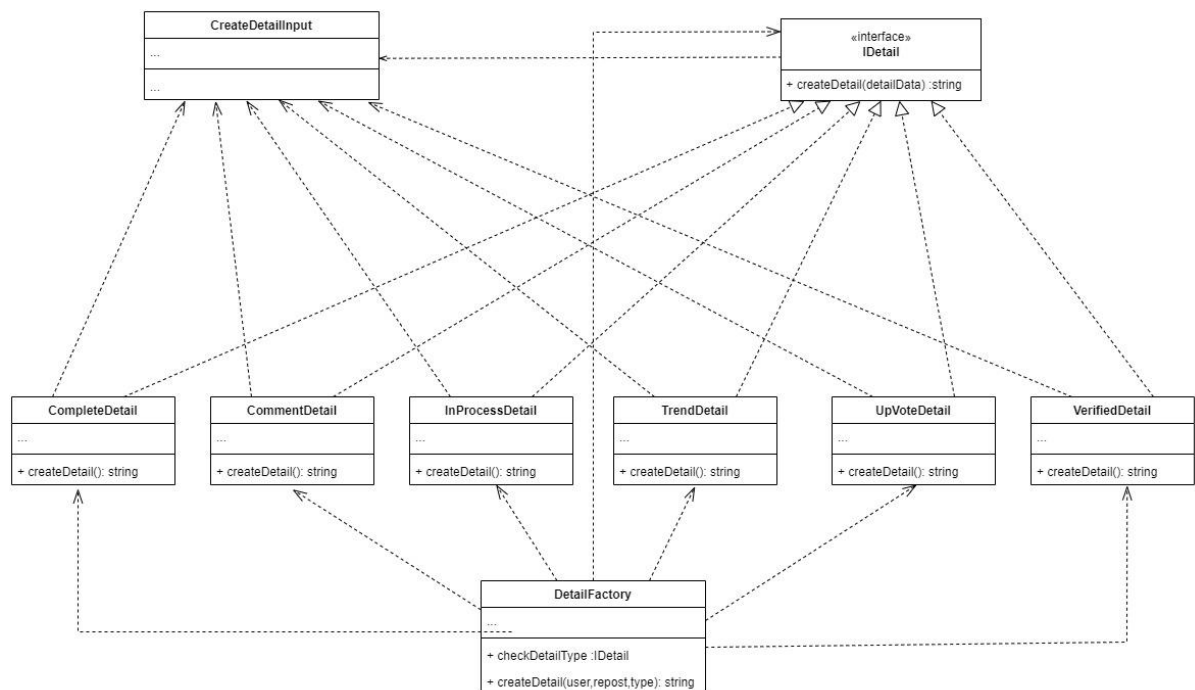 CreateDetailInput
...
...
«interface»
IDetail
+ createDetail(detailData) :string
CompleteDetail
...
+ createDetail(): string
CommentDetail
...
+ createDetail(): string
InProcessDetail
...
+ createDetail(): string
TrendDetail
...
+ createDetail(): string
UpVoteDetail
...
+ createDetail(): string
VerifiedDetail
...
+ createDetail(): string
DetailFactory
...
+ checkDetailType :IDetail
+ createDetail(user,repost,type): string